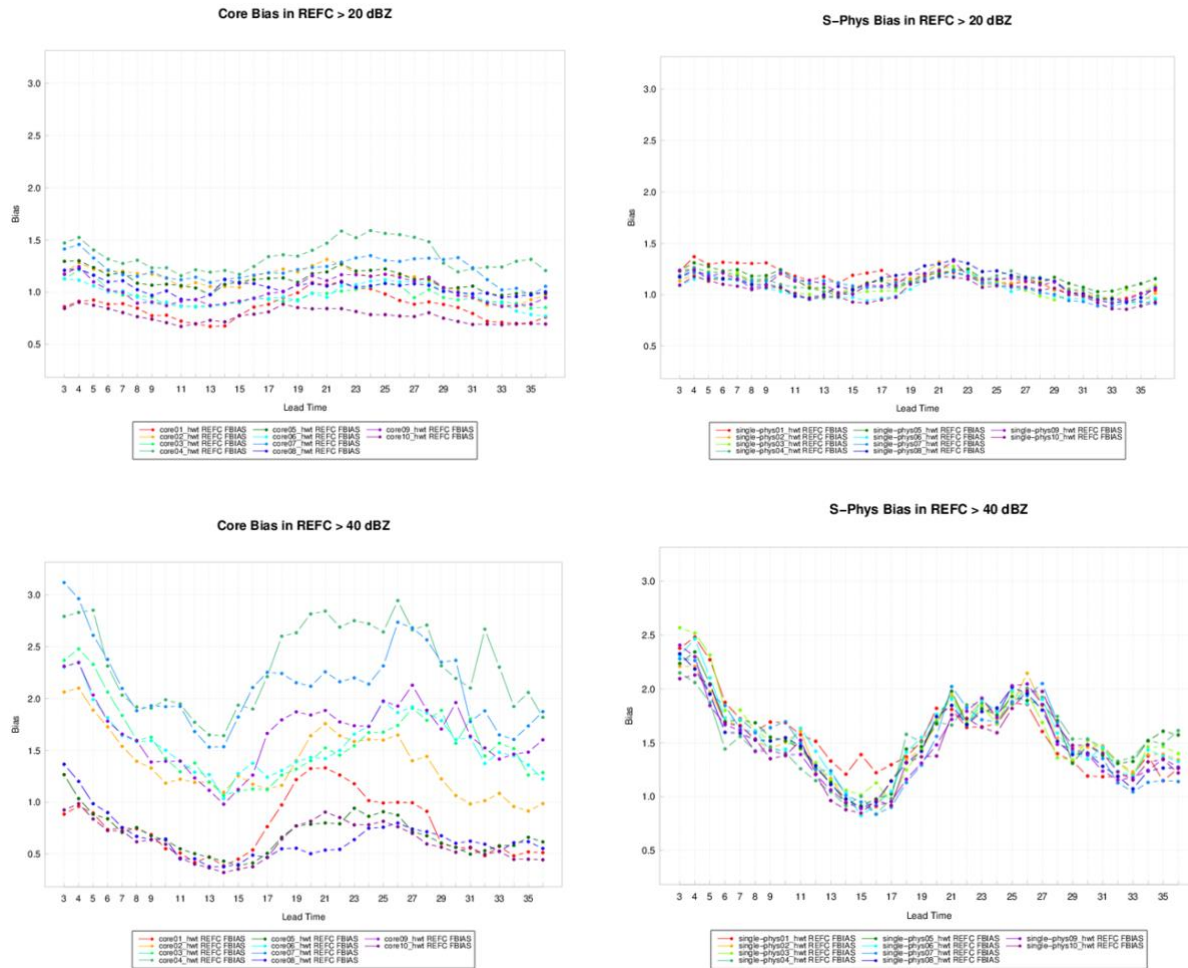 Core Bias in REFC > 20 dBZ
3.0
2.5
2.0
1.5
1.0
0.5
Bias
3 4 5 6 7 8 9 11 13 15 17 19 21 23 25 27 29 31 33 35
Lead Time
core01_hwt REFC FBIAS core05_hwt REFC FBIAS core09_hwt REFC FBIAS
core02_hwt REFC FBIAS core06_hwt REFC FBIAS core10_hwt REFC FBIAS
core03_hwt REFC FBIAS core07_hwt REFC FBIAS
core04_hwt REFC FBIAS core08_hwt REFC FBIAS
S-Phys Bias in REFC > 20 dBZ
3.0
2.5
2.0
1.5
1.0
0.5
Bias
3 4 5 6 7 8 9 11 13 15 17 19 21 23 25 27 29 31 33 35
Lead Time
single-phys01_hwt REFC FBIAS single-phys05_hwt REFC FBIAS single-phys09_hwt REFC FBIAS
single-phys02_hwt REFC FBIAS single-phys06_hwt REFC FBIAS single-phys10_hwt REFC FBIAS
single-phys03_hwt REFC FBIAS single-phys07_hwt REFC FBIAS
single-phys04_hwt REFC FBIAS single-phys08_hwt REFC FBIAS
Core Bias in REFC > 40 dBZ
3.0
2.5
2.0
1.5
1.0
0.5
Bias
3 4 5 6 7 8 9 11 13 15 17 19 21 23 25 27 29 31 33 35
Lead Time
core01_hwt REFC FBIAS core05_hwt REFC FBIAS core09_hwt REFC FBIAS
core02_hwt REFC FBIAS core06_hwt REFC FBIAS core10_hwt REFC FBIAS
core03_hwt REFC FBIAS core07_hwt REFC FBIAS
core04_hwt REFC FBIAS core08_hwt REFC FBIAS
S-Phys Bias in REFC > 40 dBZ
3.0
2.5
2.0
1.5
1.0
0.5
Bias
3 4 5 6 7 8 9 11 13 15 17 19 21 23 25 27 29 31 33 35
Lead Time
single-phys01_hwt REFC FBIAS single-phys05_hwt REFC FBIAS single-phys09_hwt REFC FBIAS
single-phys02_hwt REFC FBIAS single-phys06_hwt REFC FBIAS single-phys10_hwt REFC FBIAS
single-phys03_hwt REFC FBIAS single-phys07_hwt REFC FBIAS
single-phys04_hwt REFC FBIAS single-phys08_hwt REFC FBIAS